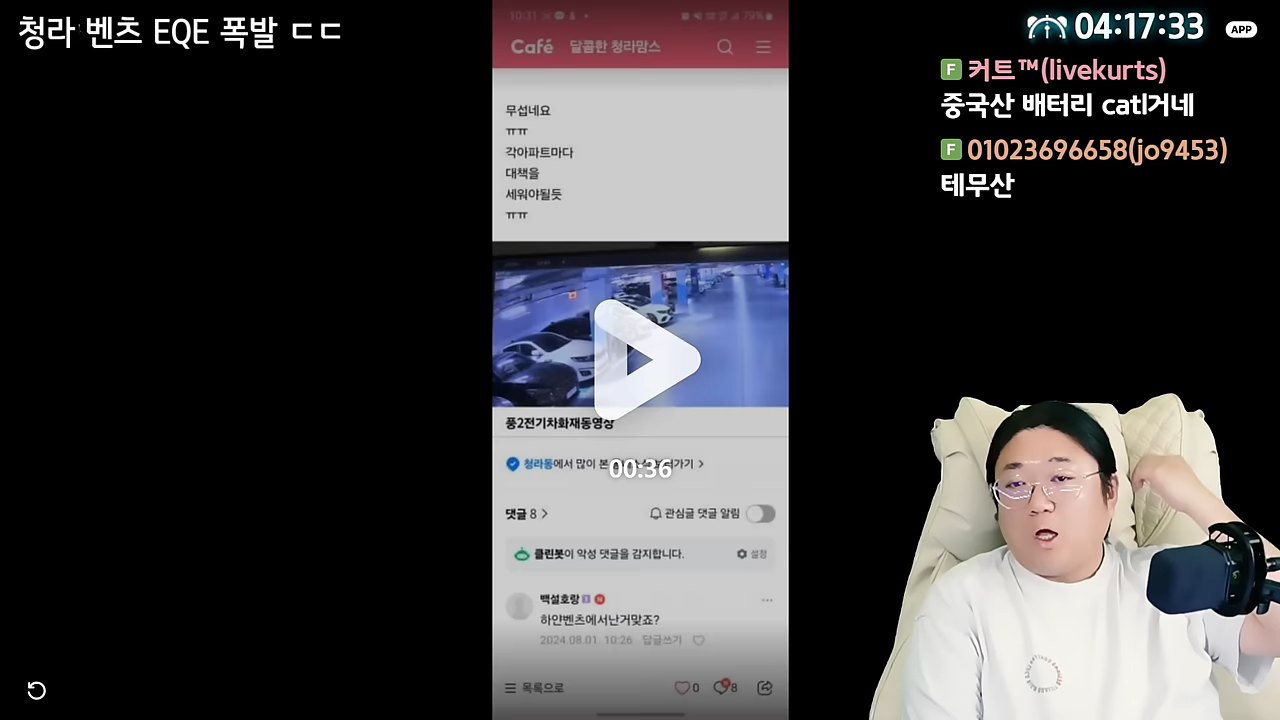 청라 벤츠 EQE 폭발 ㄷㄷ
04:17:33
APP
F 커트™(livekurts)
중국산 배터리 catl거네
F 01023696658(jo9453)
테무산
10:31
79%
Café 달콤한 청라맘스
무섭네요
ㅠㅠ
각아파트마다
대책을
세워야될듯
ㅠㅠ
풍2전기차화재동영상
청라동에서 많이 본
가기 >
00:36
댓글 8 >
관심글 댓글 알림
클린봇이 악성 댓글을 감지합니다.
설정
백설호랑
N
하얀벤츠에서난거맞죠?
2024.08.01. 10:26 답글쓰기
목록으로
0
8